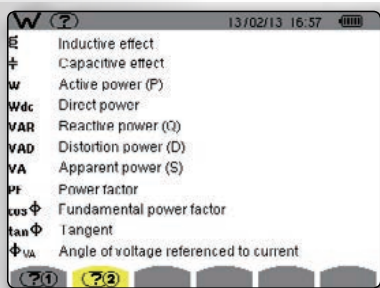 W (?) 13/02/13 16:57
Inductive effect
Capacitive effect
W Active power (P)
Wdc Direct power
VAR Reactive power (Q)
VAD Distortion power (D)
VA Apparent power (S)
PF Power factor
cosΦ Fundamental power factor
tanΦ Tangent
ΦVA Angle of voltage referenced to current
(?1) (?2)